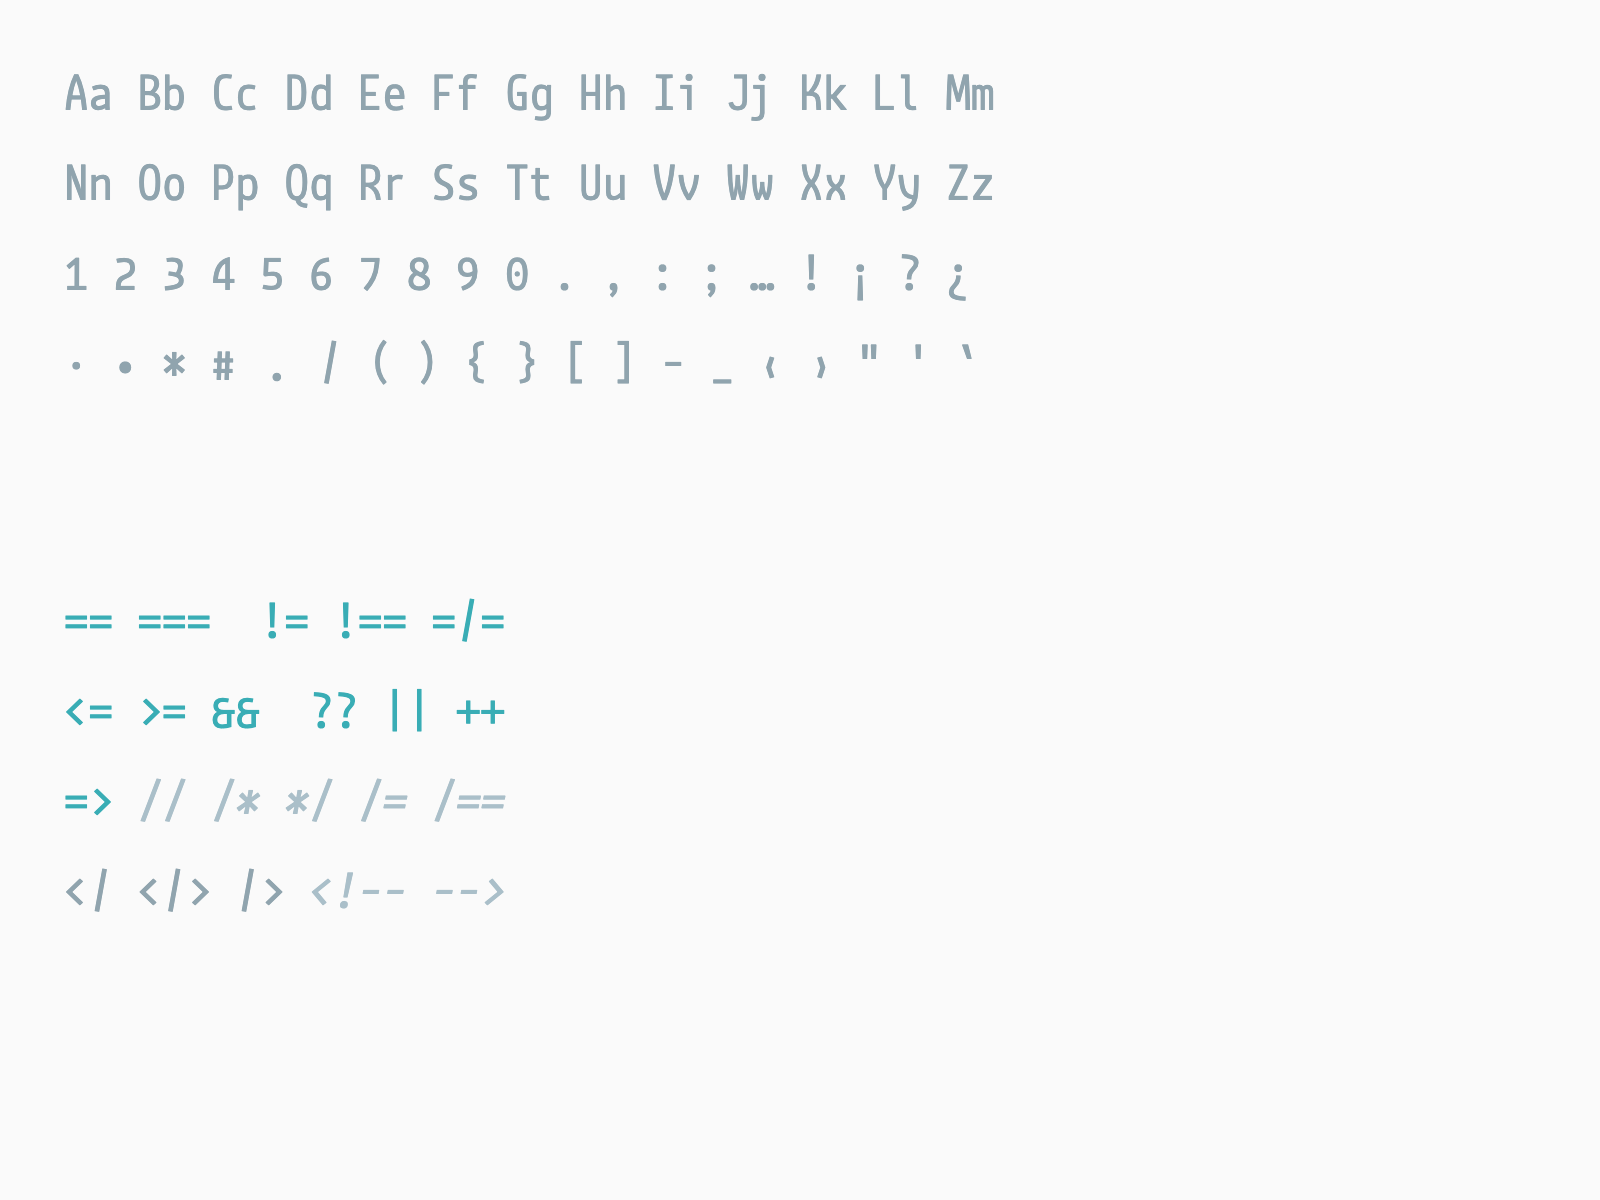 Aa Bb Cc Dd Ee Ff Gg Hh Ii Jj Kk Ll Mm
Nn Oo Pp Qq Rr Ss Tt Uu Vv Ww Xx Yy Zz
1 2 3 4 5 6 7 8 9 0 . , : ; … ! ¡ ? ¿
· • * # . / ( ) { } [ ] - _ ‹ › " ' `
== ===  != !== =/=
<= >= &&  ?? || ++
=> // /* */ /= /==
</ </> /> <!-- -->